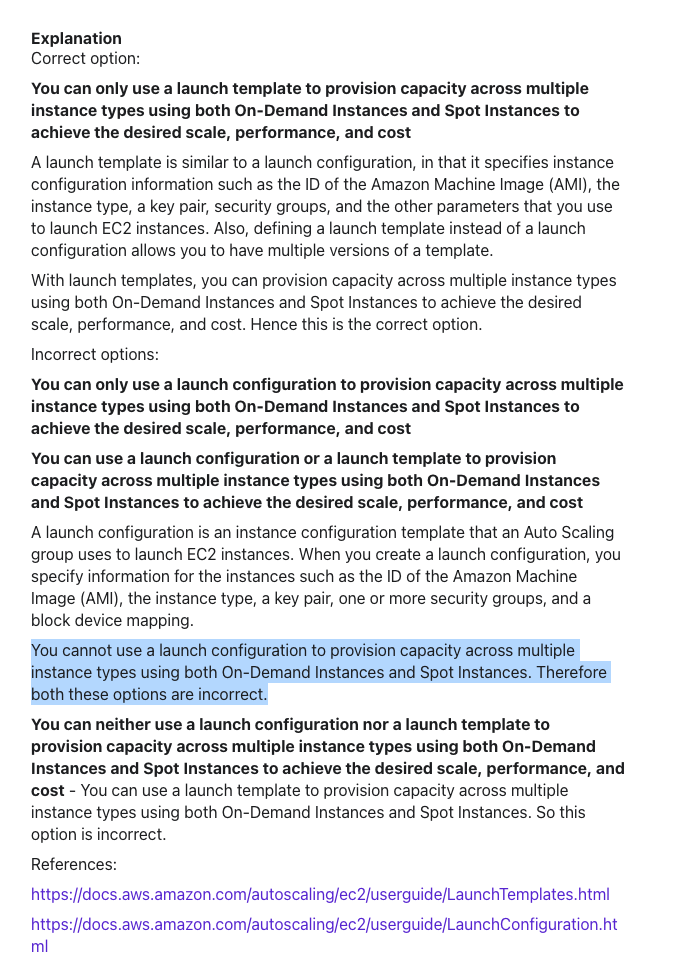 Explanation
Correct option:
You can only use a launch template to provision capacity across multiple
instance types using both On-Demand Instances and Spot Instances to
achieve the desired scale, performance, and cost
A launch template is similar to a launch configuration, in that it specifies instance
configuration information such as the ID of the Amazon Machine Image (AMI), the
instance type, a key pair, security groups, and the other parameters that you use
to launch EC2 instances. Also, defining a launch template instead of a launch
configuration allows you to have multiple versions of a template.
With launch templates, you can provision capacity across multiple instance types
using both On-Demand Instances and Spot Instances to achieve the desired
scale, performance, and cost. Hence this is the correct option.
Incorrect options:
You can only use a launch configuration to provision capacity across multiple
instance types using both On-Demand Instances and Spot Instances to
achieve the desired scale, performance, and cost
You can use a launch configuration or a launch template to provision
capacity across multiple instance types using both On-Demand Instances
and Spot Instances to achieve the desired scale, performance, and cost
A launch configuration is an instance configuration template that an Auto Scaling
group uses to launch EC2 instances. When you create a launch configuration, you
specify information for the instances such as the ID of the Amazon Machine
Image (AMI), the instance type, a key pair, one or more security groups, and a
block device mapping.
You cannot use a launch configuration to provision capacity across multiple
instance types using both On-Demand Instances and Spot Instances. Therefore
both these options are incorrect.
You can neither use a launch configuration nor a launch template to
provision capacity across multiple instance types using both On-Demand
Instances and Spot Instances to achieve the desired scale, performance, and
cost - You can use a launch template to provision capacity across multiple
instance types using both On-Demand Instances and Spot Instances. So this
option is incorrect.
References:
https://docs.aws.amazon.com/autoscaling/ec2/userguide/LaunchTemplates.html
https://docs.aws.amazon.com/autoscaling/ec2/userguide/LaunchConfiguration.ht
ml